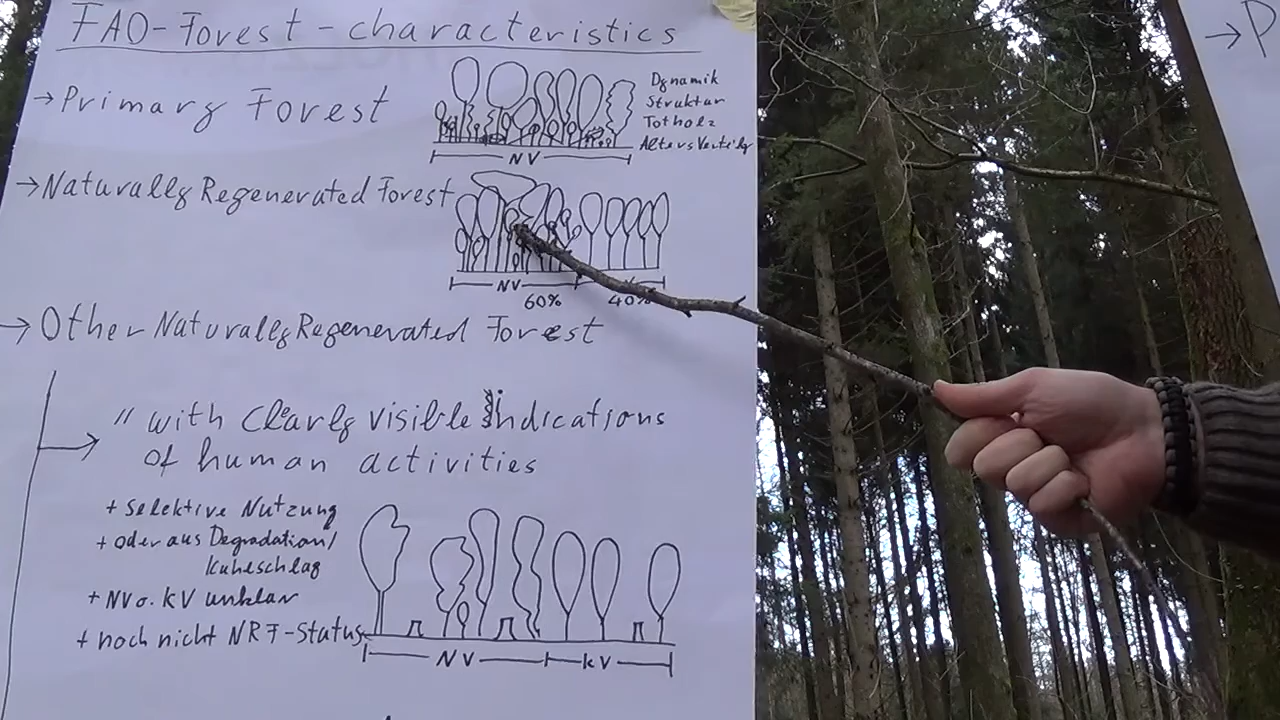 FAO-Forest-characteristics
→ Primary Forest
Dynamik
Struktur
Totholz
Altersverteilg
NV
→ Naturally Regenerated Forest
NV
60% 40%
→ Other Naturally Regenerated Forest
" with Clearly visible indications
of human activities
+ selektive Nutzung
+ oder aus Degradation/
Kahlschlag
+ NV o. kV unklar
+ noch nicht NRF-Status
NV kV
→ P